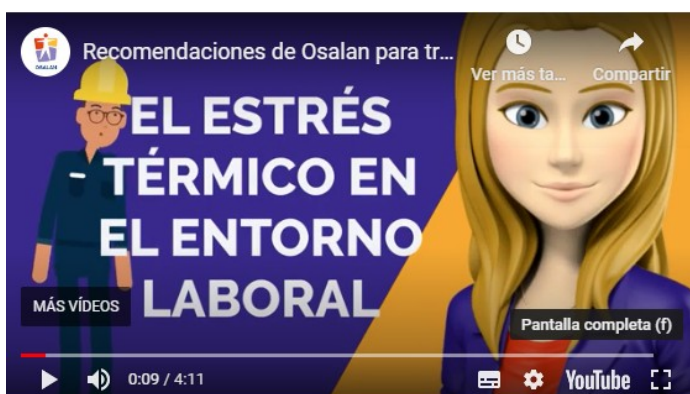 OSALAN
Recomendaciones de Osalan para tr...
Ver más ta...
Compartir
EL ESTRÉS
TÉRMICO EN
EL ENTORNO
LABORAL
MÁS VÍDEOS
Pantalla completa (f)
0:09 / 4:11
YouTube